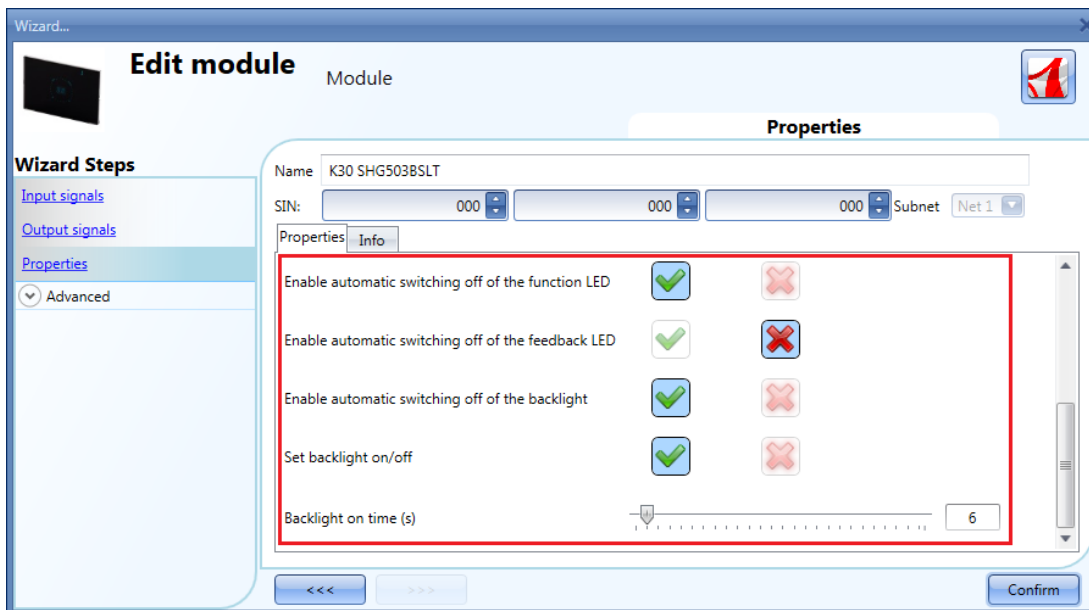 Wizard...
Edit module
Module
Properties
Wizard Steps
Input signals
Output signals
Properties
Advanced
Name K30 SHG503BSLT
SIN: 000 000 000 Subnet Net 1
Properties Info
Enable automatic switching off of the function LED
Enable automatic switching off of the feedback LED
Enable automatic switching off of the backlight
Set backlight on/off
Backlight on time (s) 6
<<< >>> Confirm